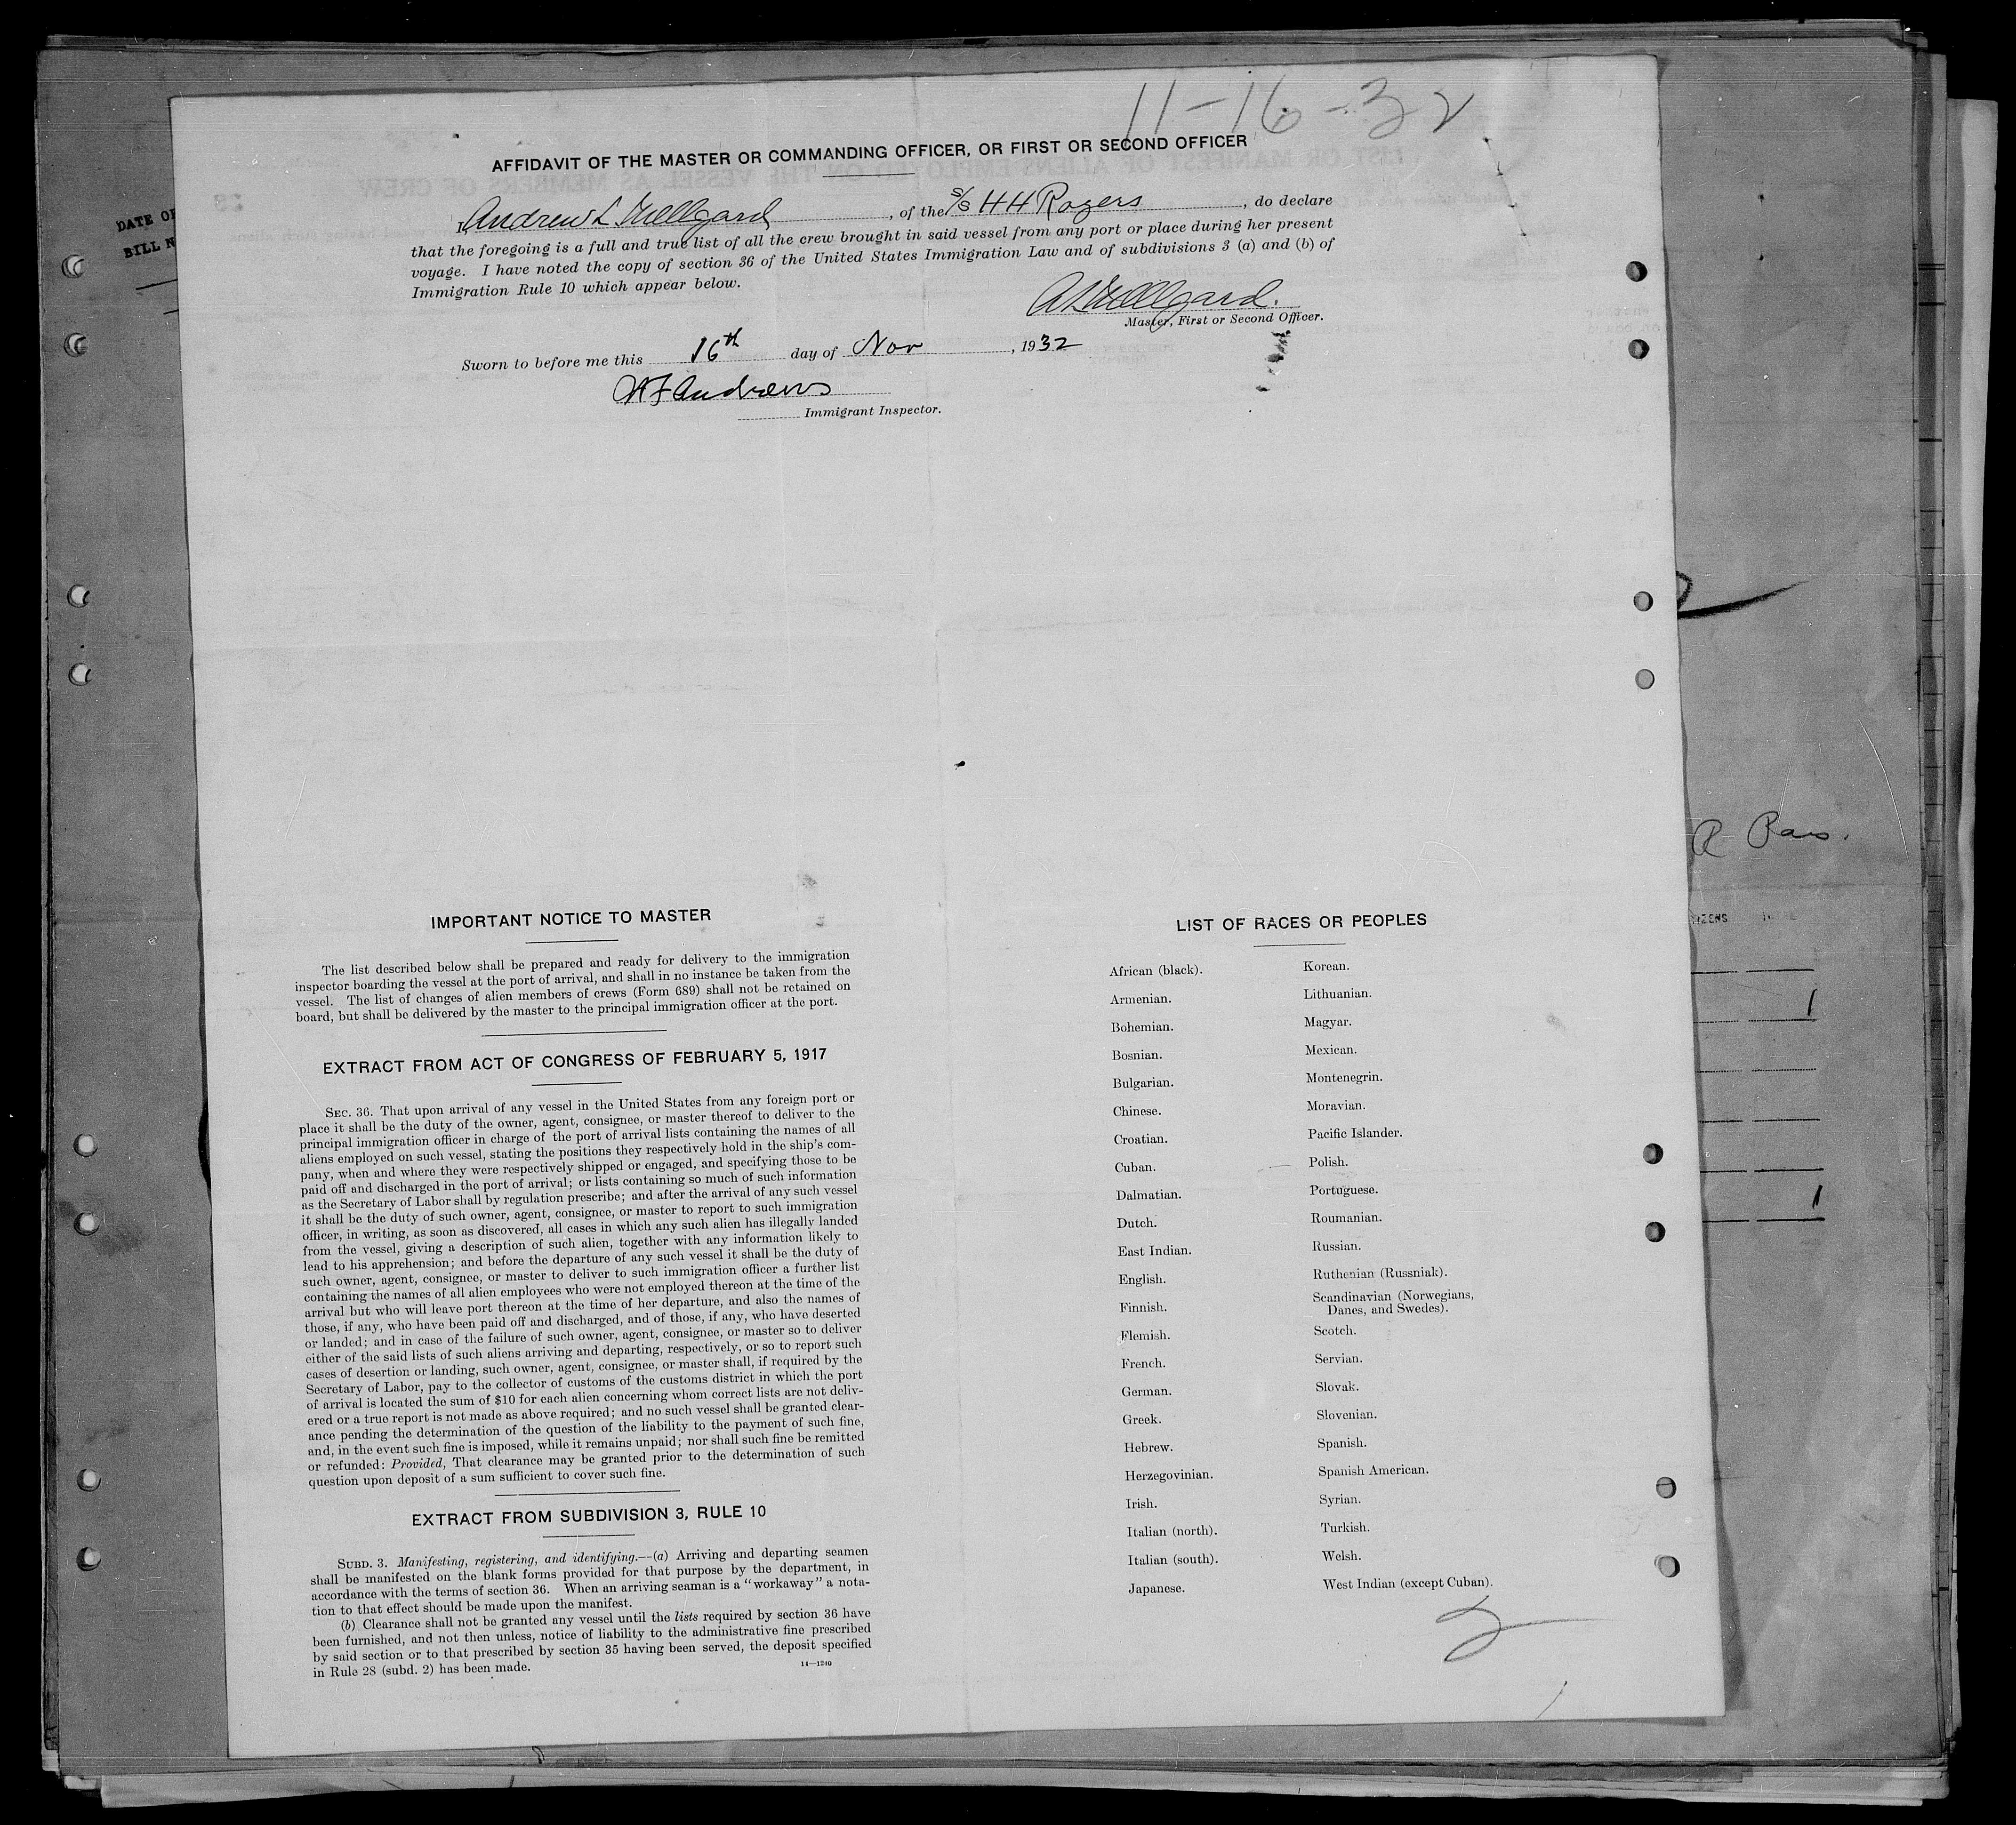 11-16-32
AFFIDAVIT OF THE MASTER OR COMMANDING OFFICER, OR FIRST OR SECOND OFFICER
I, Andrew L , of the S/S H H Rogers , do declare
that the foregoing is a full and true list of all the crew brought in said vessel from any port or place during her present
voyage. I have noted the copy of section 36 of the United States Immigration Law and of subdivisions 3 (a) and (b) of
Immigration Rule 10 which appear below.
Master, First or Second Officer.
Sworn to before me this 16th day of Nov , 1932
Andrews
Immigrant Inspector.
DATE OF
BILL N
R Pass.
IMPORTANT NOTICE TO MASTER
The list described below shall be prepared and ready for delivery to the immigration
inspector boarding the vessel at the port of arrival, and shall in no instance be taken from the
vessel. The list of changes of alien members of crews (Form 689) shall not be retained on
board, but shall be delivered by the master to the principal immigration officer at the port.
EXTRACT FROM ACT OF CONGRESS OF FEBRUARY 5, 1917
SEC. 36. That upon arrival of any vessel in the United States from any foreign port or
place it shall be the duty of the owner, agent, consignee, or master thereof to deliver to the
principal immigration officer in charge of the port of arrival lists containing the names of all
aliens employed on such vessel, stating the positions they respectively hold in the ship's com-
pany, when and where they were respectively shipped or engaged, and specifying those to be
paid off and discharged in the port of arrival; or lists containing so much of such information
as the Secretary of Labor shall by regulation prescribe; and after the arrival of any such vessel
it shall be the duty of such owner, agent, consignee, or master to report to such immigration
officer, in writing, as soon as discovered, all cases in which any such alien has illegally landed
from the vessel, giving a description of such alien, together with any information likely to
lead to his apprehension; and before the departure of any such vessel it shall be the duty of
such owner, agent, consignee, or master to deliver to such immigration officer a further list
containing the names of all alien employees who were not employed thereon at the time of the
arrival but who will leave port thereon at the time of her departure, and also the names of
those, if any, who have been paid off and discharged, and of those, if any, who have deserted
or landed; and in case of the failure of such owner, agent, consignee, or master so to deliver
either of the said lists of such aliens arriving and departing, respectively, or so to report such
cases of desertion or landing, such owner, agent, consignee, or master shall, if required by the
Secretary of Labor, pay to the collector of customs of the customs district in which the port
of arrival is located the sum of $10 for each alien concerning whom correct lists are not deliv-
ered or a true report is not made as above required; and no such vessel shall be granted clear-
ance pending the determination of the question of the liability to the payment of such fine,
and, in the event such fine is imposed, while it remains unpaid; nor shall such fine be remitted
or refunded: Provided, That clearance may be granted prior to the determination of such
question upon deposit of a sum sufficient to cover such fine.
EXTRACT FROM SUBDIVISION 3, RULE 10
SUBD. 3. Manifesting, registering, and identifying.—(a) Arriving and departing seamen
shall be manifested on the blank forms provided for that purpose by the department, in
accordance with the terms of section 36. When an arriving seaman is a "workaway" a nota-
tion to that effect should be made upon the manifest.
(b) Clearance shall not be granted any vessel until the lists required by section 36 have
been furnished, and not then unless, notice of liability to the administrative fine prescribed
by said section or to that prescribed by section 35 having been served, the deposit specified
in Rule 28 (subd. 2) has been made.
14—1240
LIST OF RACES OR PEOPLES
African (black).
Armenian.
Bohemian.
Bosnian.
Bulgarian.
Chinese.
Croatian.
Cuban.
Dalmatian.
Dutch.
East Indian.
English.
Finnish.
Flemish.
French.
German.
Greek.
Hebrew.
Herzegovinian.
Irish.
Italian (north).
Italian (south).
Japanese.
Korean.
Lithuanian.
Magyar.
Mexican.
Montenegrin.
Moravian.
Pacific Islander.
Polish.
Portuguese.
Roumanian.
Russian.
Ruthenian (Russniak).
Scandinavian (Norwegians,
Danes, and Swedes).
Scotch.
Servian.
Slovak.
Slovenian.
Spanish.
Spanish American.
Syrian.
Turkish.
Welsh.
West Indian (except Cuban).
2
1
1